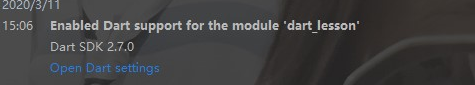 2020/3/11
15:06 Enabled Dart support for the module 'dart_lesson'
Dart SDK 2.7.0
Open Dart settings